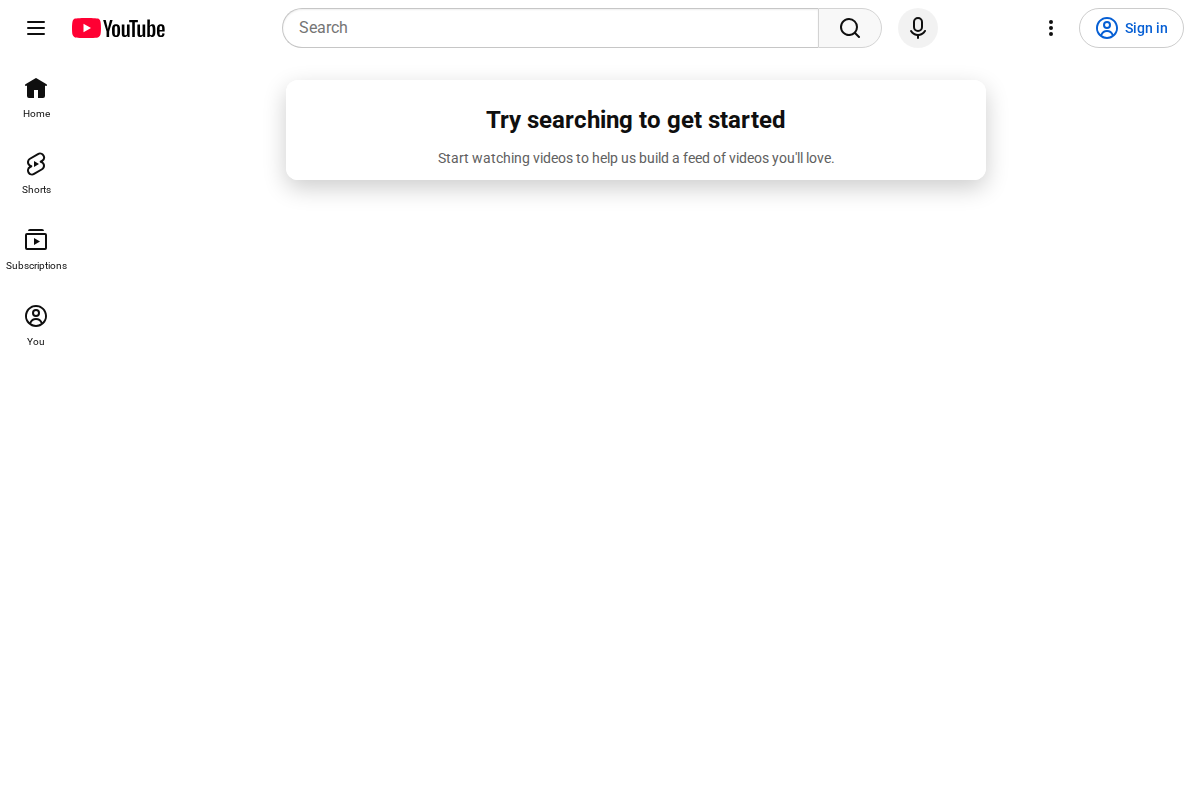 YouTube
Search
Sign in
Home
Shorts
Subscriptions
You
Try searching to get started
Start watching videos to help us build a feed of videos you'll love.